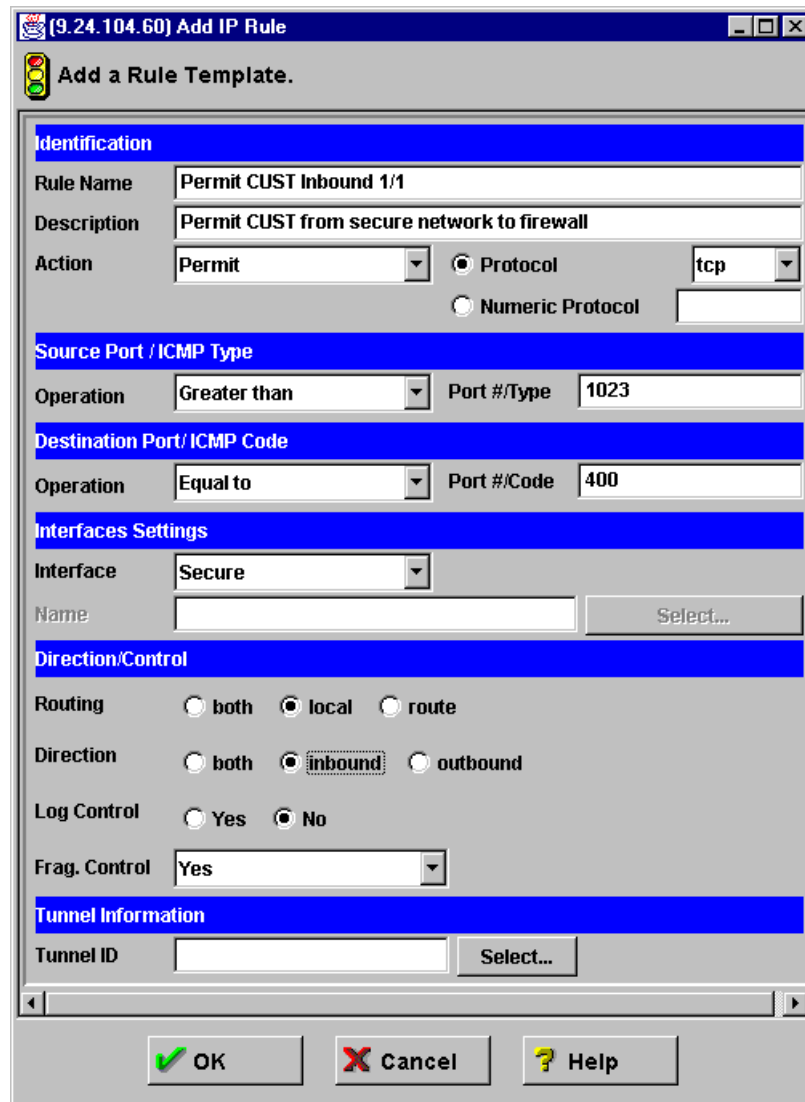 (9.24.104.60) Add IP Rule
Add a Rule Template.
Identification
Rule Name Permit CUST Inbound 1/1
Description Permit CUST from secure network to firewall
Action Permit Protocol tcp
Numeric Protocol
Source Port / ICMP Type
Operation Greater than Port #/Type 1023
Destination Port/ ICMP Code
Operation Equal to Port #/Code 400
Interfaces Settings
Interface Secure
Name Select...
Direction/Control
Routing both local route
Direction both inbound outbound
Log Control Yes No
Frag. Control Yes
Tunnel Information
Tunnel ID Select...
OK Cancel Help